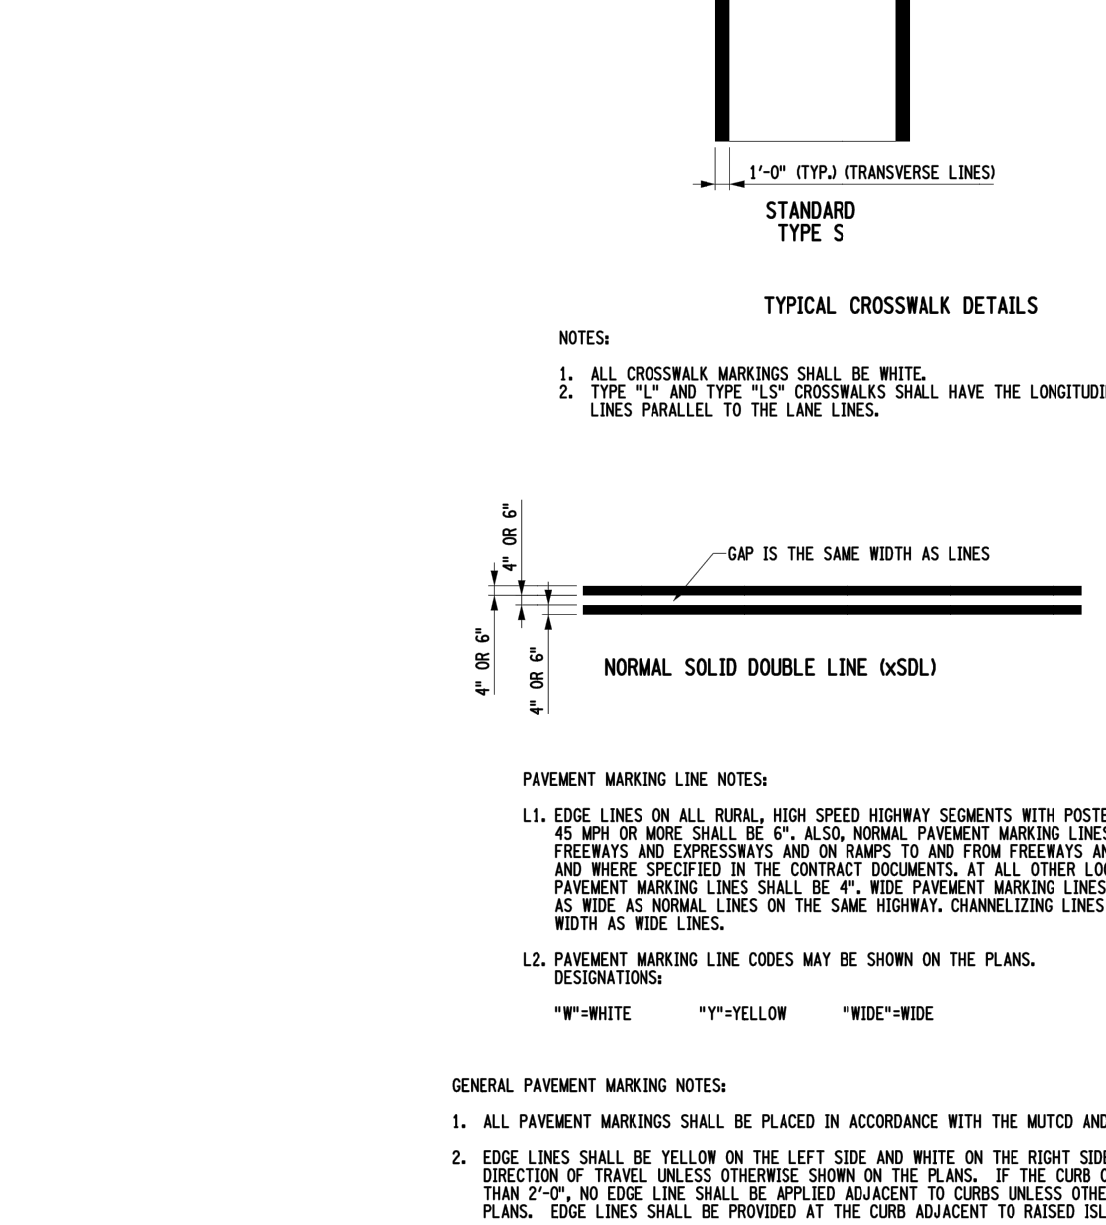 1'-0" (TYP.) (TRANSVERSE LINES)
STANDARD
TYPE S
TYPICAL CROSSWALK DETAILS
NOTES:
1. ALL CROSSWALK MARKINGS SHALL BE WHITE.
2. TYPE "L" AND TYPE "LS" CROSSWALKS SHALL HAVE THE
LINES PARALLEL TO THE LANE LINES.
4" OR 6"
GAP IS THE SAME WIDTH AS LINES
4" OR 6"
4" OR 6"
NORMAL SOLID DOUBLE LINE (xSDL)
PAVEMENT MARKING LINE NOTES:
L1. EDGE LINES ON ALL RURAL, HIGH SPEED HIGHWAY SEGMENTS WITH
45 MPH OR MORE SHALL BE 6". ALSO, NORMAL PAVEMENT MARKING LINES
FREEWAYS AND EXPRESSWAYS AND ON RAMPS TO AND FROM FREEWAYS
AND WHERE SPECIFIED IN THE CONTRACT DOCUMENTS. AT ALL OTHER
PAVEMENT MARKING LINES SHALL BE 4". WIDE PAVEMENT MARKING LINES
AS WIDE AS NORMAL LINES ON THE SAME HIGHWAY. CHANNELIZING LINES
WIDTH AS WIDE LINES.
L2. PAVEMENT MARKING LINE CODES MAY BE SHOWN ON THE PLANS.
DESIGNATIONS:
"W"=WHITE "Y"=YELLOW "WIDE"=WIDE
GENERAL PAVEMENT MARKING NOTES:
1. ALL PAVEMENT MARKINGS SHALL BE PLACED IN ACCORDANCE WITH THE MUTCD AND
2. EDGE LINES SHALL BE YELLOW ON THE LEFT SIDE AND WHITE ON THE RIGHT SIDE
DIRECTION OF TRAVEL UNLESS OTHERWISE SHOWN ON THE PLANS. IF THE CURB
THAN 2'-0", NO EDGE LINE SHALL BE APPLIED ADJACENT TO CURBS UNLESS
PLANS. EDGE LINES SHALL BE PROVIDED AT THE CURB ADJACENT TO RAISED